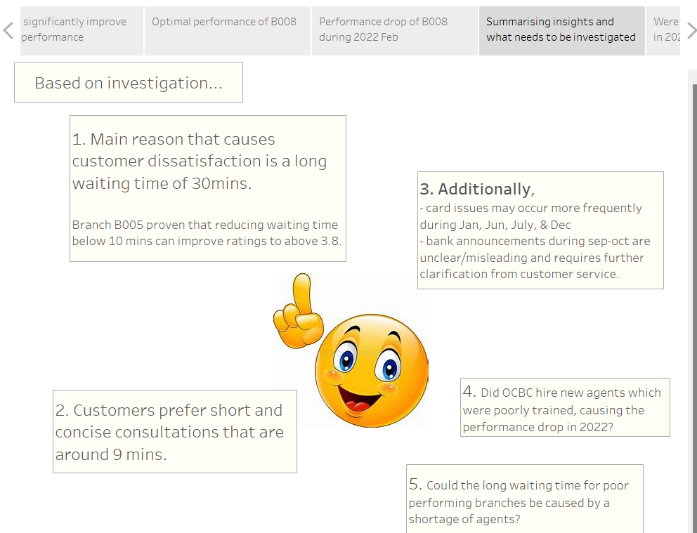 significantly improve
performance
Optimal performance of B008
Performance drop of B008
during 2022 Feb
Summarising insights and
what needs to be investigated
Were
in 202
Based on investigation...
1. Main reason that causes
customer dissatisfaction is a long
waiting time of 30mins.
Branch B005 proven that reducing waiting time
below 10 mins can improve ratings to above 3.8.
3. Additionally,
- card issues may occur more frequently
during Jan, Jun, July, & Dec
- bank announcements during sep-oct are
unclear/misleading and requires further
clarification from customer service.
2. Customers prefer short and
concise consultations that are
around 9 mins.
4. Did OCBC hire new agents which
were poorly trained, causing the
performance drop in 2022?
5. Could the long waiting time for poor
performing branches be caused by a
shortage of agents?